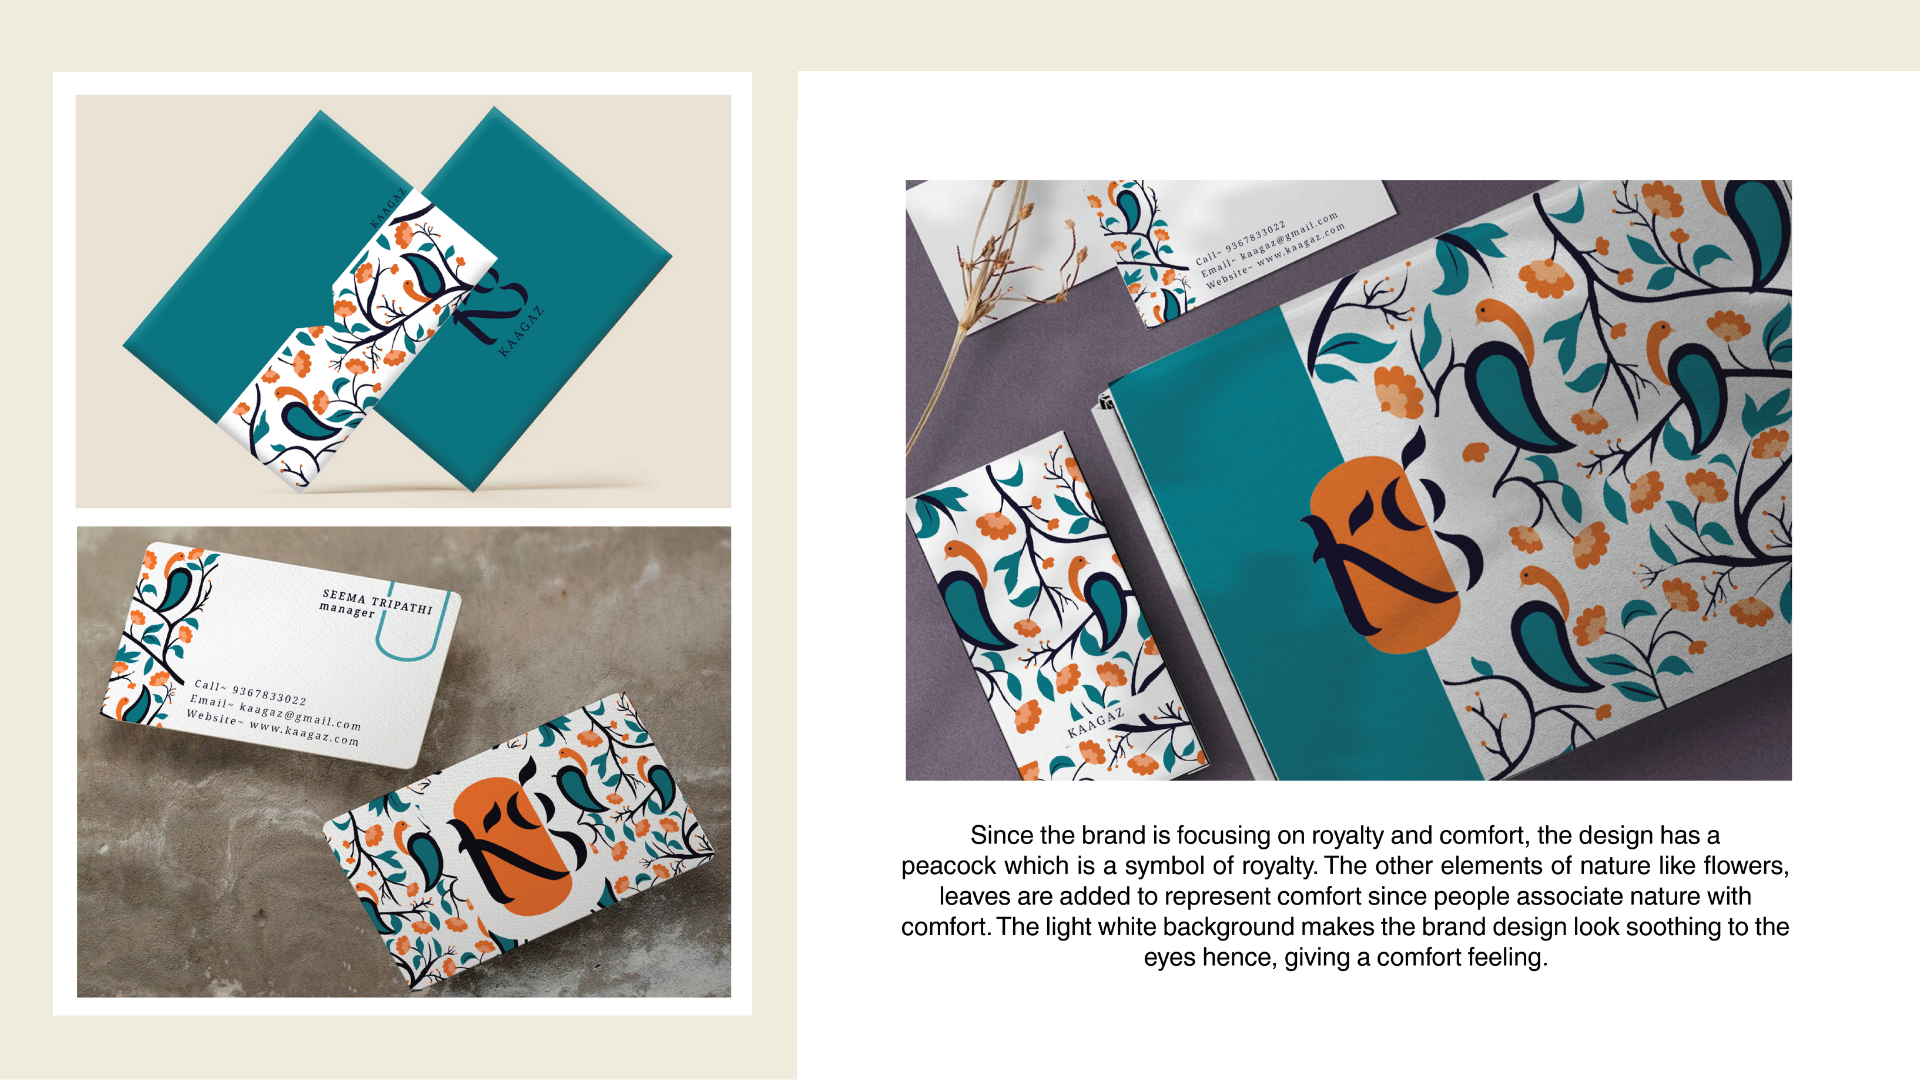 KAAGAZ
KAAGAZ
SEEMA TRIPATHI
manager
Call~ 9367833022
Email~ kaagaz@gmail.com
Website~ www.kaagaz.com
Call~ 9367833022
Email~ kaagaz@gmail.com
Website~ www.kaagaz.com
KAAGAZ
Since the brand is focusing on royalty and comfort, the design has a
peacock which is a symbol of royalty. The other elements of nature like flowers,
leaves are added to represent comfort since people associate nature with
comfort. The light white background makes the brand design look soothing to the
eyes hence, giving a comfort feeling.